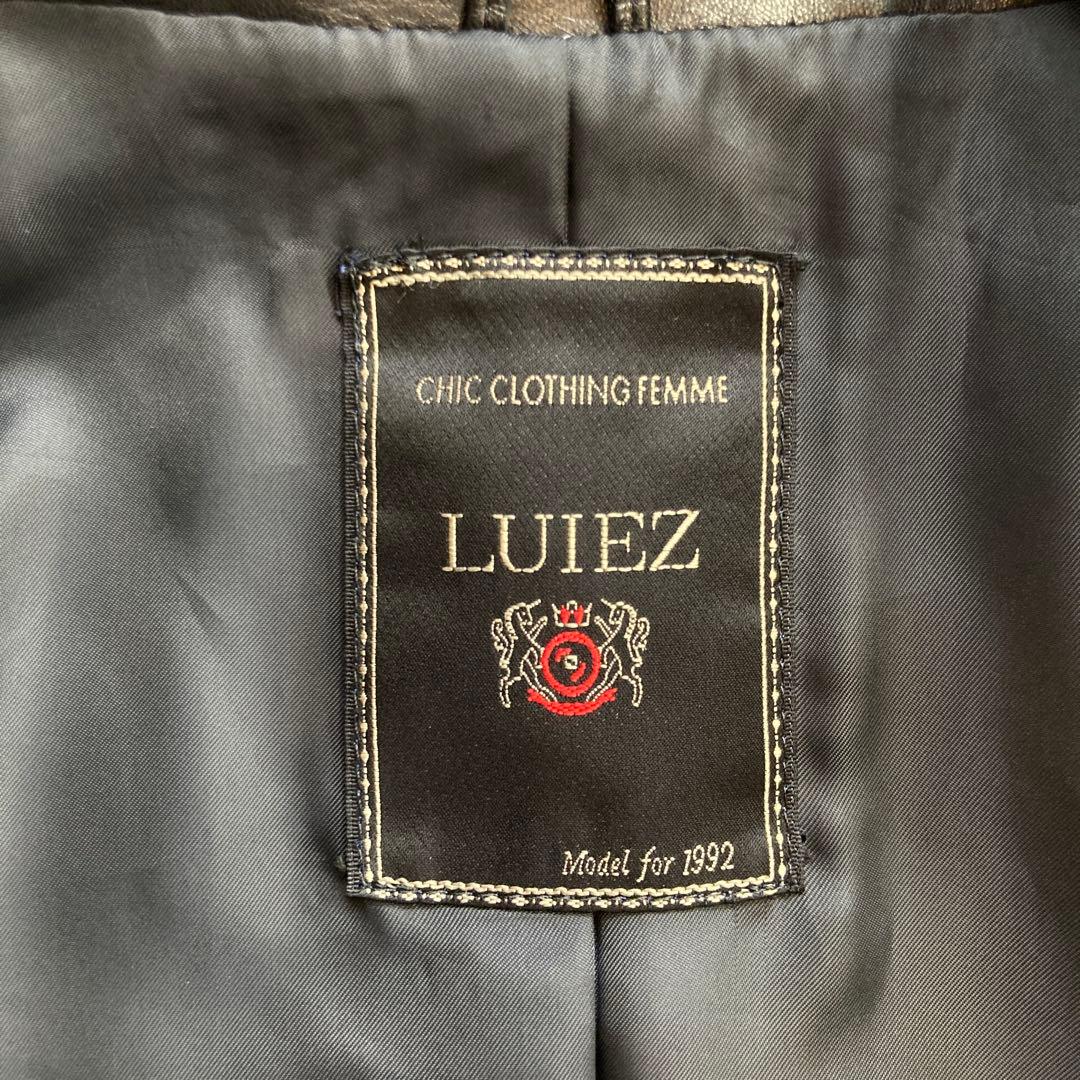 CHIC CLOTHING FEMME
LUIEZ
Model for 1992